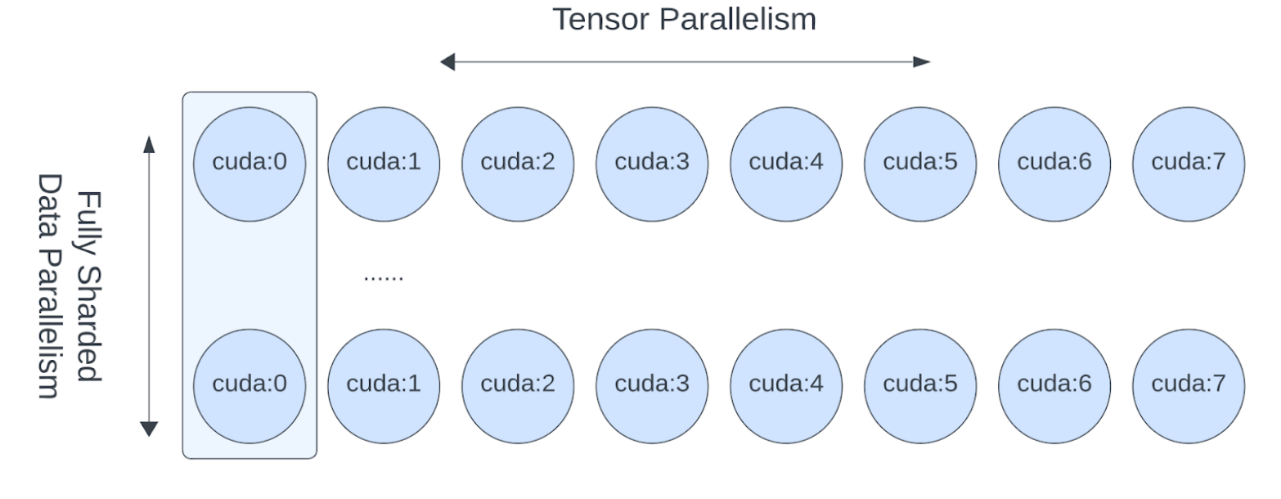 Tensor Parallelism
Fully Sharded
Data Parallelism
cuda:0 cuda:1 cuda:2 cuda:3 cuda:4 cuda:5 cuda:6 cuda:7
......
cuda:0 cuda:1 cuda:2 cuda:3 cuda:4 cuda:5 cuda:6 cuda:7